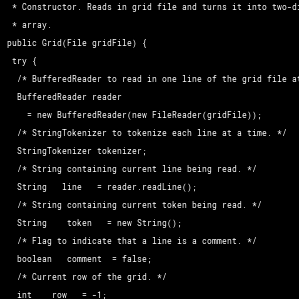 * Constructor. Reads in grid file and turns it into
* array.
public Grid(File gridFile) {
try {
/* BufferedReader to read in one line of the grid file
BufferedReader reader
= new BufferedReader(new FileReader(gridFile));
/* StringTokenizer to tokenize each line at a time. */
StringTokenizer tokenizer;
/* String containing current line being read. */
String line = reader.readLine();
/* String containing current token being read. */
String token = new String();
/* Flag to indicate that a line is a comment. */
boolean comment = false;
/* Current row of the grid. */
int row = -1;